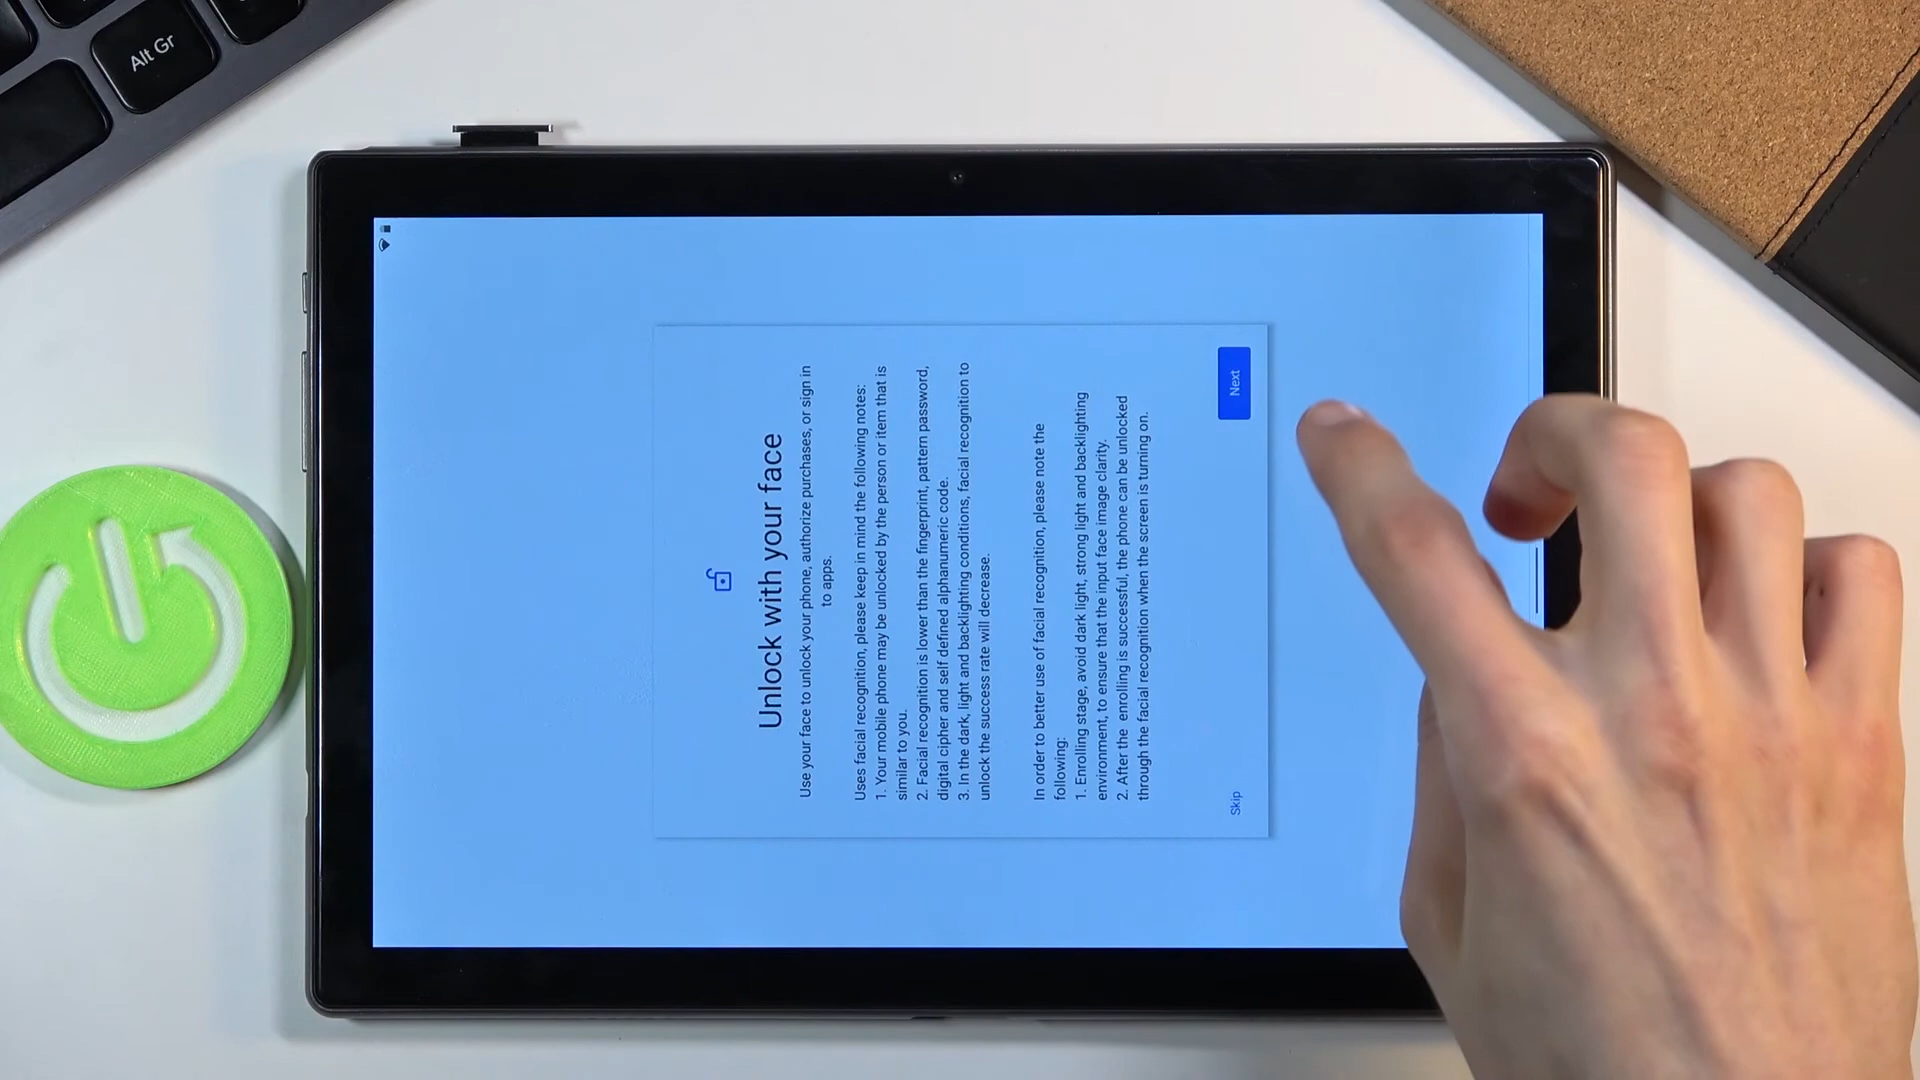 Alt Gr
Unlock with your face
Use your face to unlock your phone, authorize purchases, or sign in
to apps.
Uses facial recognition, please keep in mind the following notes:
1. Your mobile phone may be unlocked by the person or item that is
similar to you.
2. Facial recognition is lower than the fingerprint, pattern password,
digital cipher and self defined alphanumeric code.
3. In the dark, light and backlighting conditions, facial recognition to
unlock the success rate will decrease.
In order to better use of facial recognition, please note the
following:
1. Enrolling stage, avoid dark light, strong light and backlighting
environment, to ensure that the input face image clarity.
2. After the enrolling is successful, the phone can be unlocked
through the facial recognition when the screen is turning on.
Skip
Next